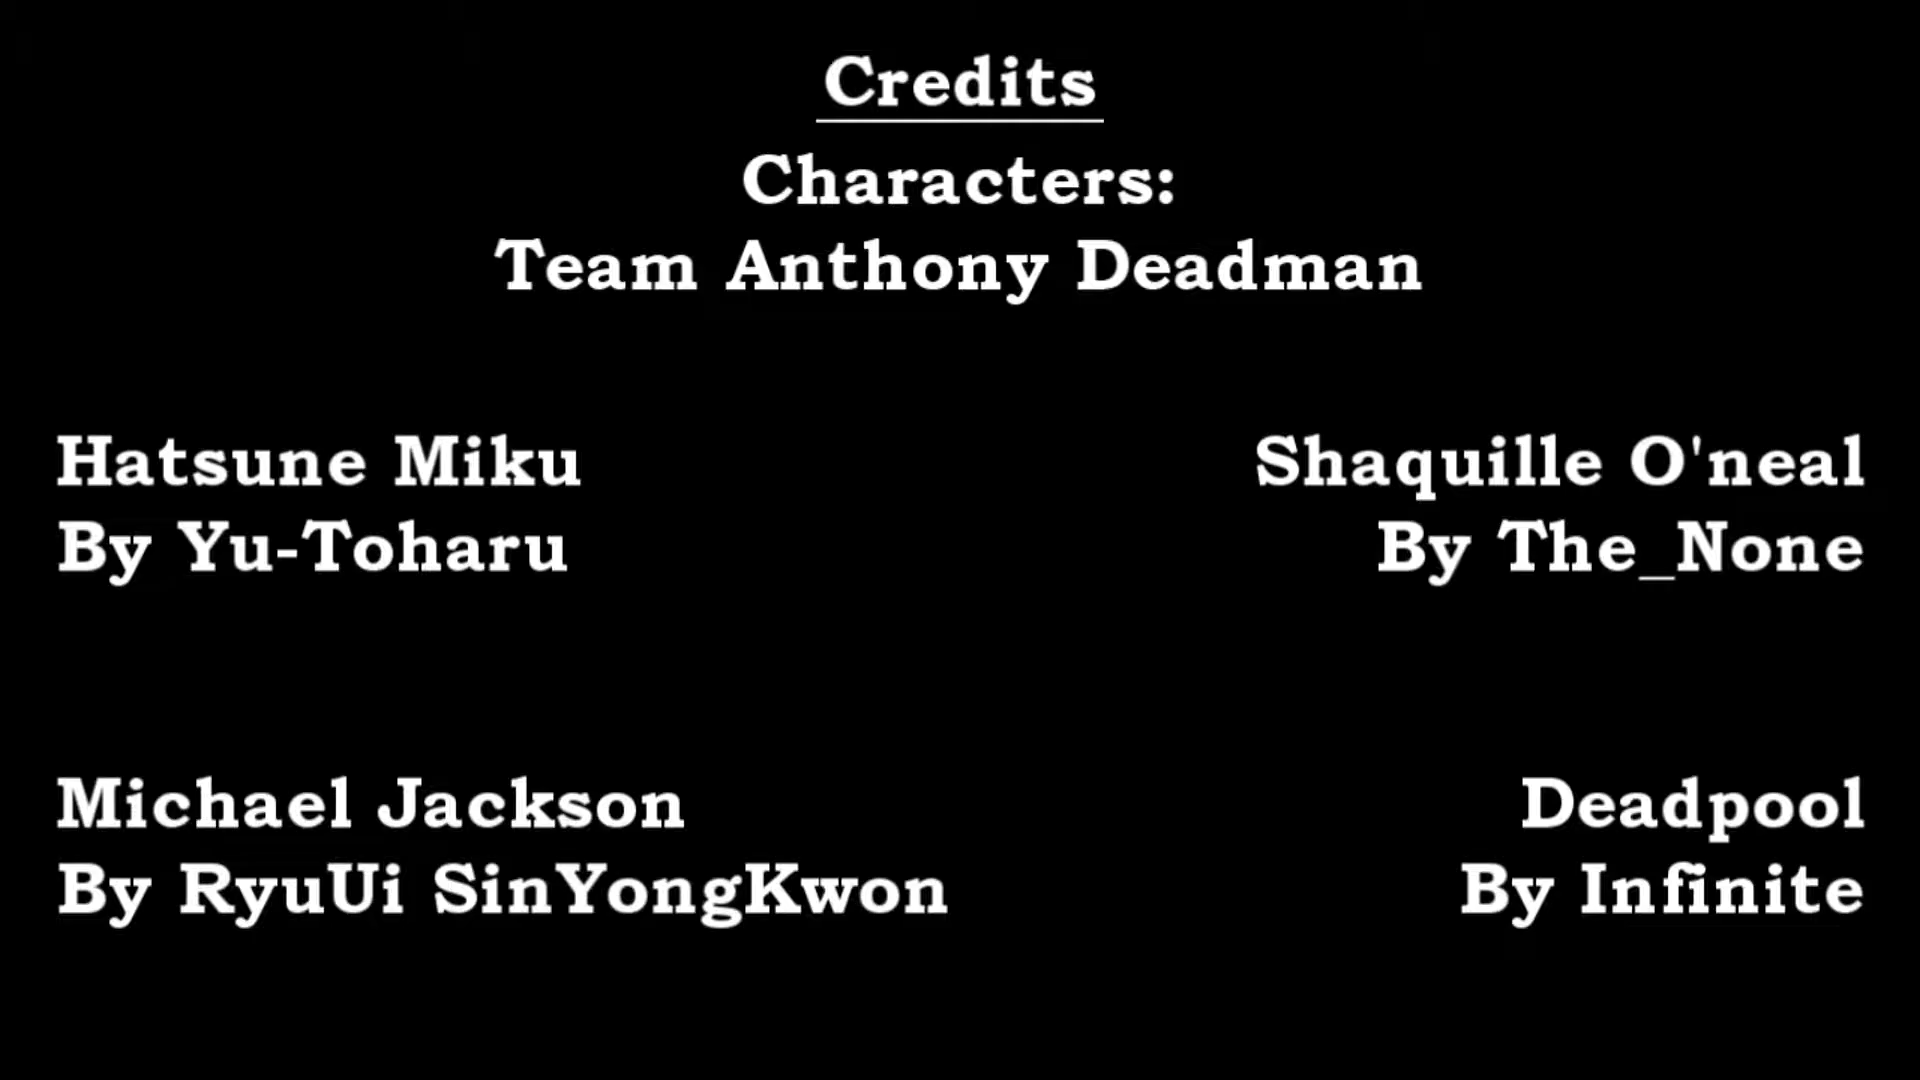 Credits
Characters:
Team Anthony Deadman
Hatsune Miku
By Yu-Toharu
Shaquille O'neal
By The_None
Michael Jackson
By RyuUi SinYongKwon
Deadpool
By Infinite